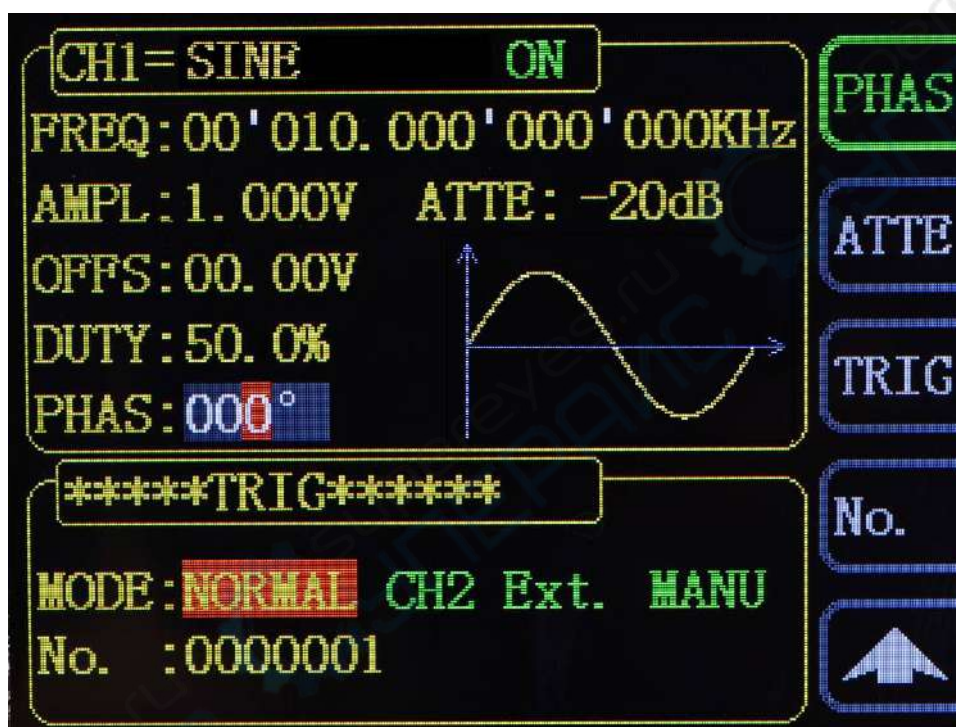 CH1=SINE ON
FREQ:00'010.000'000'000KHz
AMPL:1.000V ATTE:-20dB
OFFS:00.00V
DUTY:50.0%
PHAS:000°
*****TRIG******
MODE:NORMAL CH2 Ext. MANU
No. :0000001
PHAS
ATTE
TRIG
No.